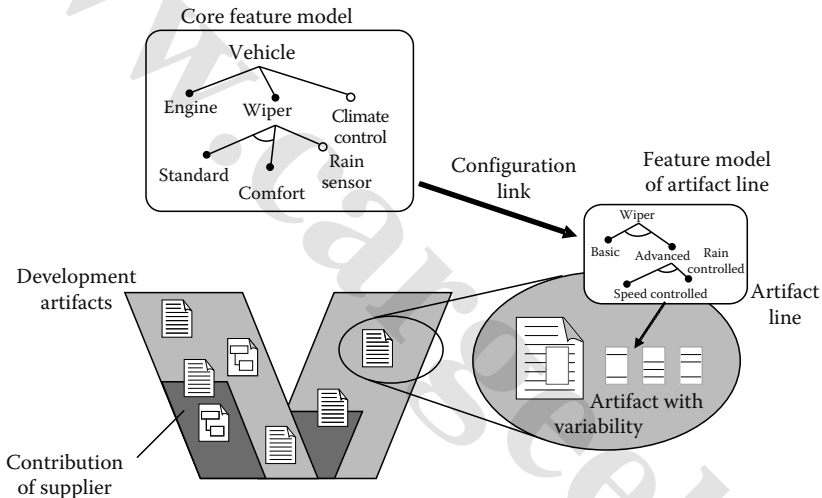 Core feature model
Vehicle
Engine
Wiper
Climate
control
Standard
Comfort
Rain
sensor
Configuration
link
Feature model
of artifact line
Wiper
Basic
Advanced
Rain
controlled
Speed controlled
Development
artifacts
Artifact
line
Artifact with
variability
Contribution
of supplier